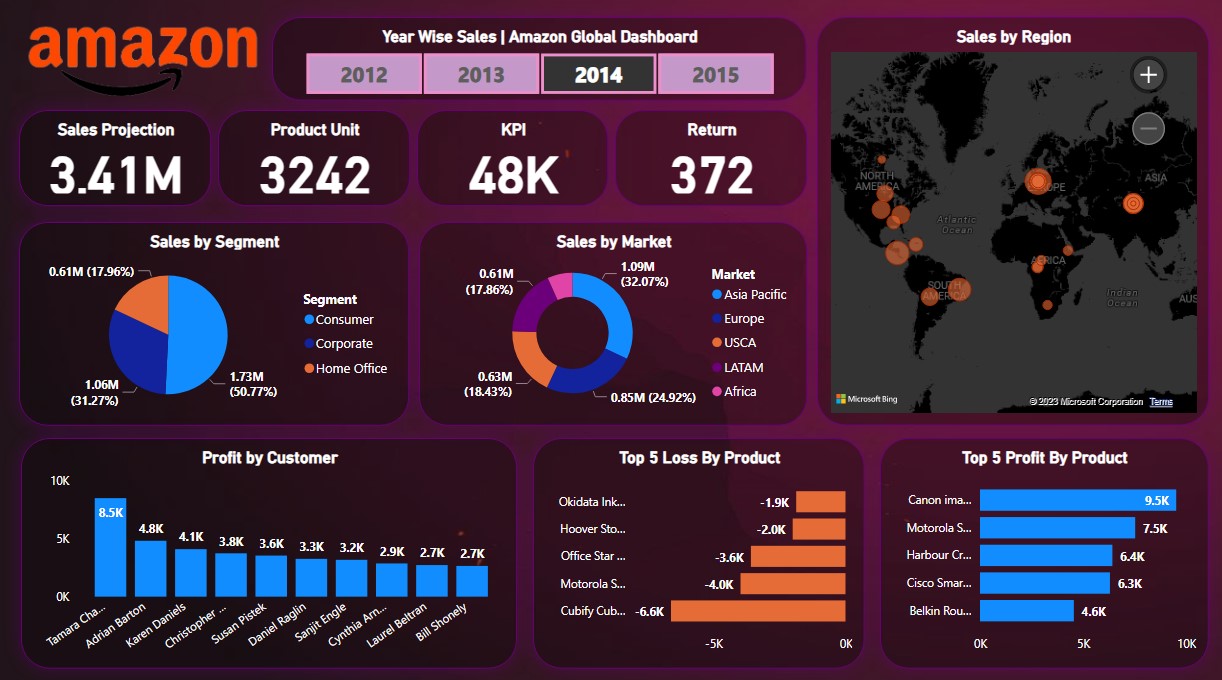 amazon
Year Wise Sales | Amazon Global Dashboard
2012 2013 2014 2015
Sales Projection
3.41M
Product Unit
3242
KPI
48K
Return
372
Sales by Region
NORTH
AMERICA
Atlantic
Ocean
OPE
ASIA
AFRICA
SOUTH
AMERICA
Indian
Ocean
AUS
Microsoft Bing
© 2023 Microsoft Corporation Terms
Sales by Segment
0.61M (17.96%)
1.06M
(31.27%)
1.73M
(50.77%)
Segment
Consumer
Corporate
Home Office
Sales by Market
0.61M
(17.86%)
1.09M
(32.07%)
0.63M
(18.43%)
0.85M (24.92%)
Market
Asia Pacific
Europe
USCA
LATAM
Africa
Profit by Customer
10K
5K
0K
8.5K
4.8K
4.1K
3.8K
3.6K
3.3K
3.2K
2.9K
2.7K
2.7K
Tamara Cha...
Adrian Barton
Karen Daniels
Christopher ...
Susan Pistek
Daniel Raglin
Sanjit Engle
Cynthia Arn...
Laurel Beltran
Bill Shonely
Top 5 Loss By Product
Okidata Ink... -1.9K
Hoover Sto... -2.0K
Office Star ... -3.6K
Motorola S... -4.0K
Cubify Cub... -6.6K
-5K 0K
Top 5 Profit By Product
Canon ima... 9.5K
Motorola S... 7.5K
Harbour Cr... 6.4K
Cisco Smar... 6.3K
Belkin Rou... 4.6K
0K 5K 10K